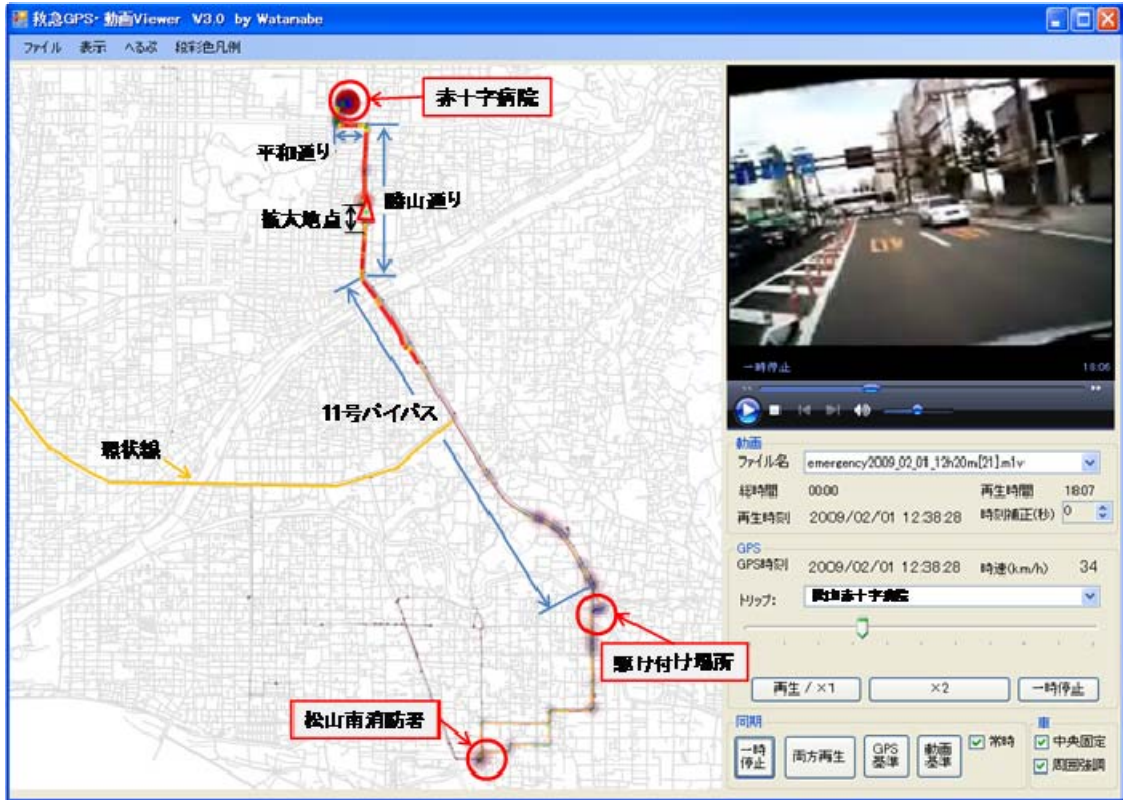 救急GPS・動画Viewer V3.0 by Watanabe
ファイル 表示 へるぷ 段彩色凡例
赤十字病院
平和通り
勝山通り
拡大地点
11号バイパス
環状線
駆け付け場所
松山南消防署
一時停止 18:06
動画
ファイル名 emergency2009_02_01_12h20m[21].m1v
総時間 00:00 再生時間 18:07
再生時刻 2009/02/01 12:38:28 時刻補正(秒) 0
GPS
GPS時刻 2009/02/01 12:38:28 時速(km/h) 34
トリップ: 松山赤十字病院
再生 / ×1 ×2 一時停止
同期
一時停止 両方再生 GPS基準 動画基準 常時
車
中央固定
周囲強調